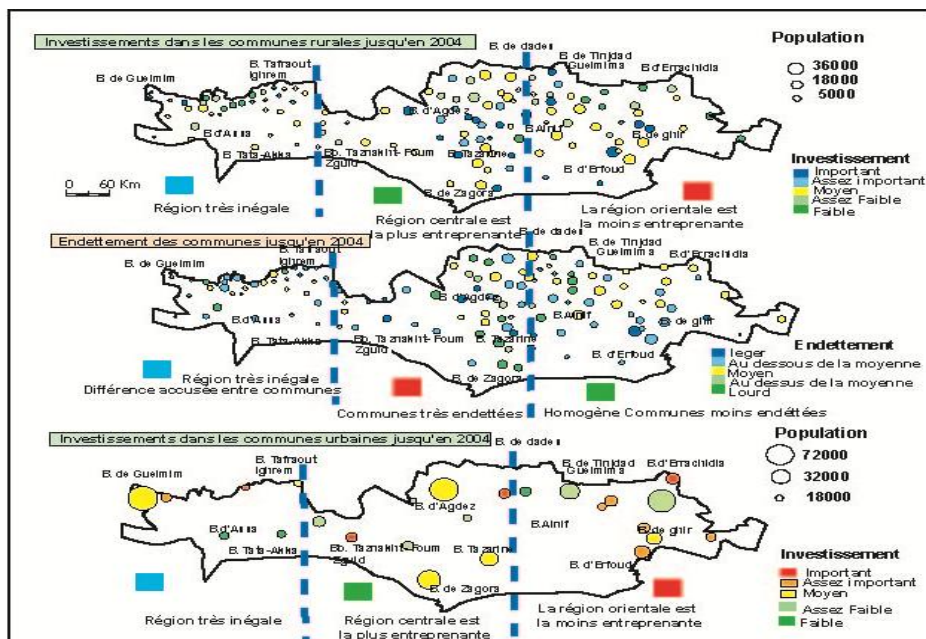 Investissements dans les communes rurales jusqu'en 2004
B. de daden
Population
36000
18000
5000
B. de Guelmim
B. Tafraout
Ighrem
B. de Tinjdad
Guelmima
B. d'Errachidia
B. d'Agdez
B. d'Anna
B. Alnif
B. de ghir
B. Tata-Akka
Bb. Taznakht-Foum
Zguid
B. Tazarine
B. d'Erfoud
B. de Zagora
0 60 Km
Investissement
Important
Assez important
Moyen
Assez Faible
Faible
Région très inégale
Région centrale est
la plus entreprenante
La région orientale est
la moins entreprenante
Endettement des communes jusqu'en 2004
B. de daden
B. de Guelmim
B. Tafraout
Ighrem
B. de Tinjdad
Guelmima
B. d'Errachidia
B. d'Agdez
B. d'Anna
B. Alnif
B. de ghir
B. Tata-Akka
Bb. Taznakht-Foum
Zguid
B. Tazarine
B. d'Erfoud
B. de Zagora
Endettement
leger
Au dessous de la moyenne
Moyen
Au dessus de la moyenne
Lourd
Région très inégale
Différence accusée entre communes
Communes très endettées
Homogène Communes moins endéttées
Investissements dans les communes urbaines jusqu'en 2004
B. de daden
Population
72000
32000
18000
B. de Guelmim
B. Tafraout
Ighrem
B. de Tinjdad
Guelmima
B. d'Errachidia
B. d'Agdez
B. d'Anna
B. Alnif
B. de ghir
B. Tata-Akka
Bb. Taznakht-Foum
Zguid
B. Tazarine
B. d'Erfoud
B. de Zagora
Investissement
Important
Assez important
Moyen
Assez Faible
Faible
Région très inégale
Région centrale est
la plus entreprenante
La région orientale est
la moins entreprenante